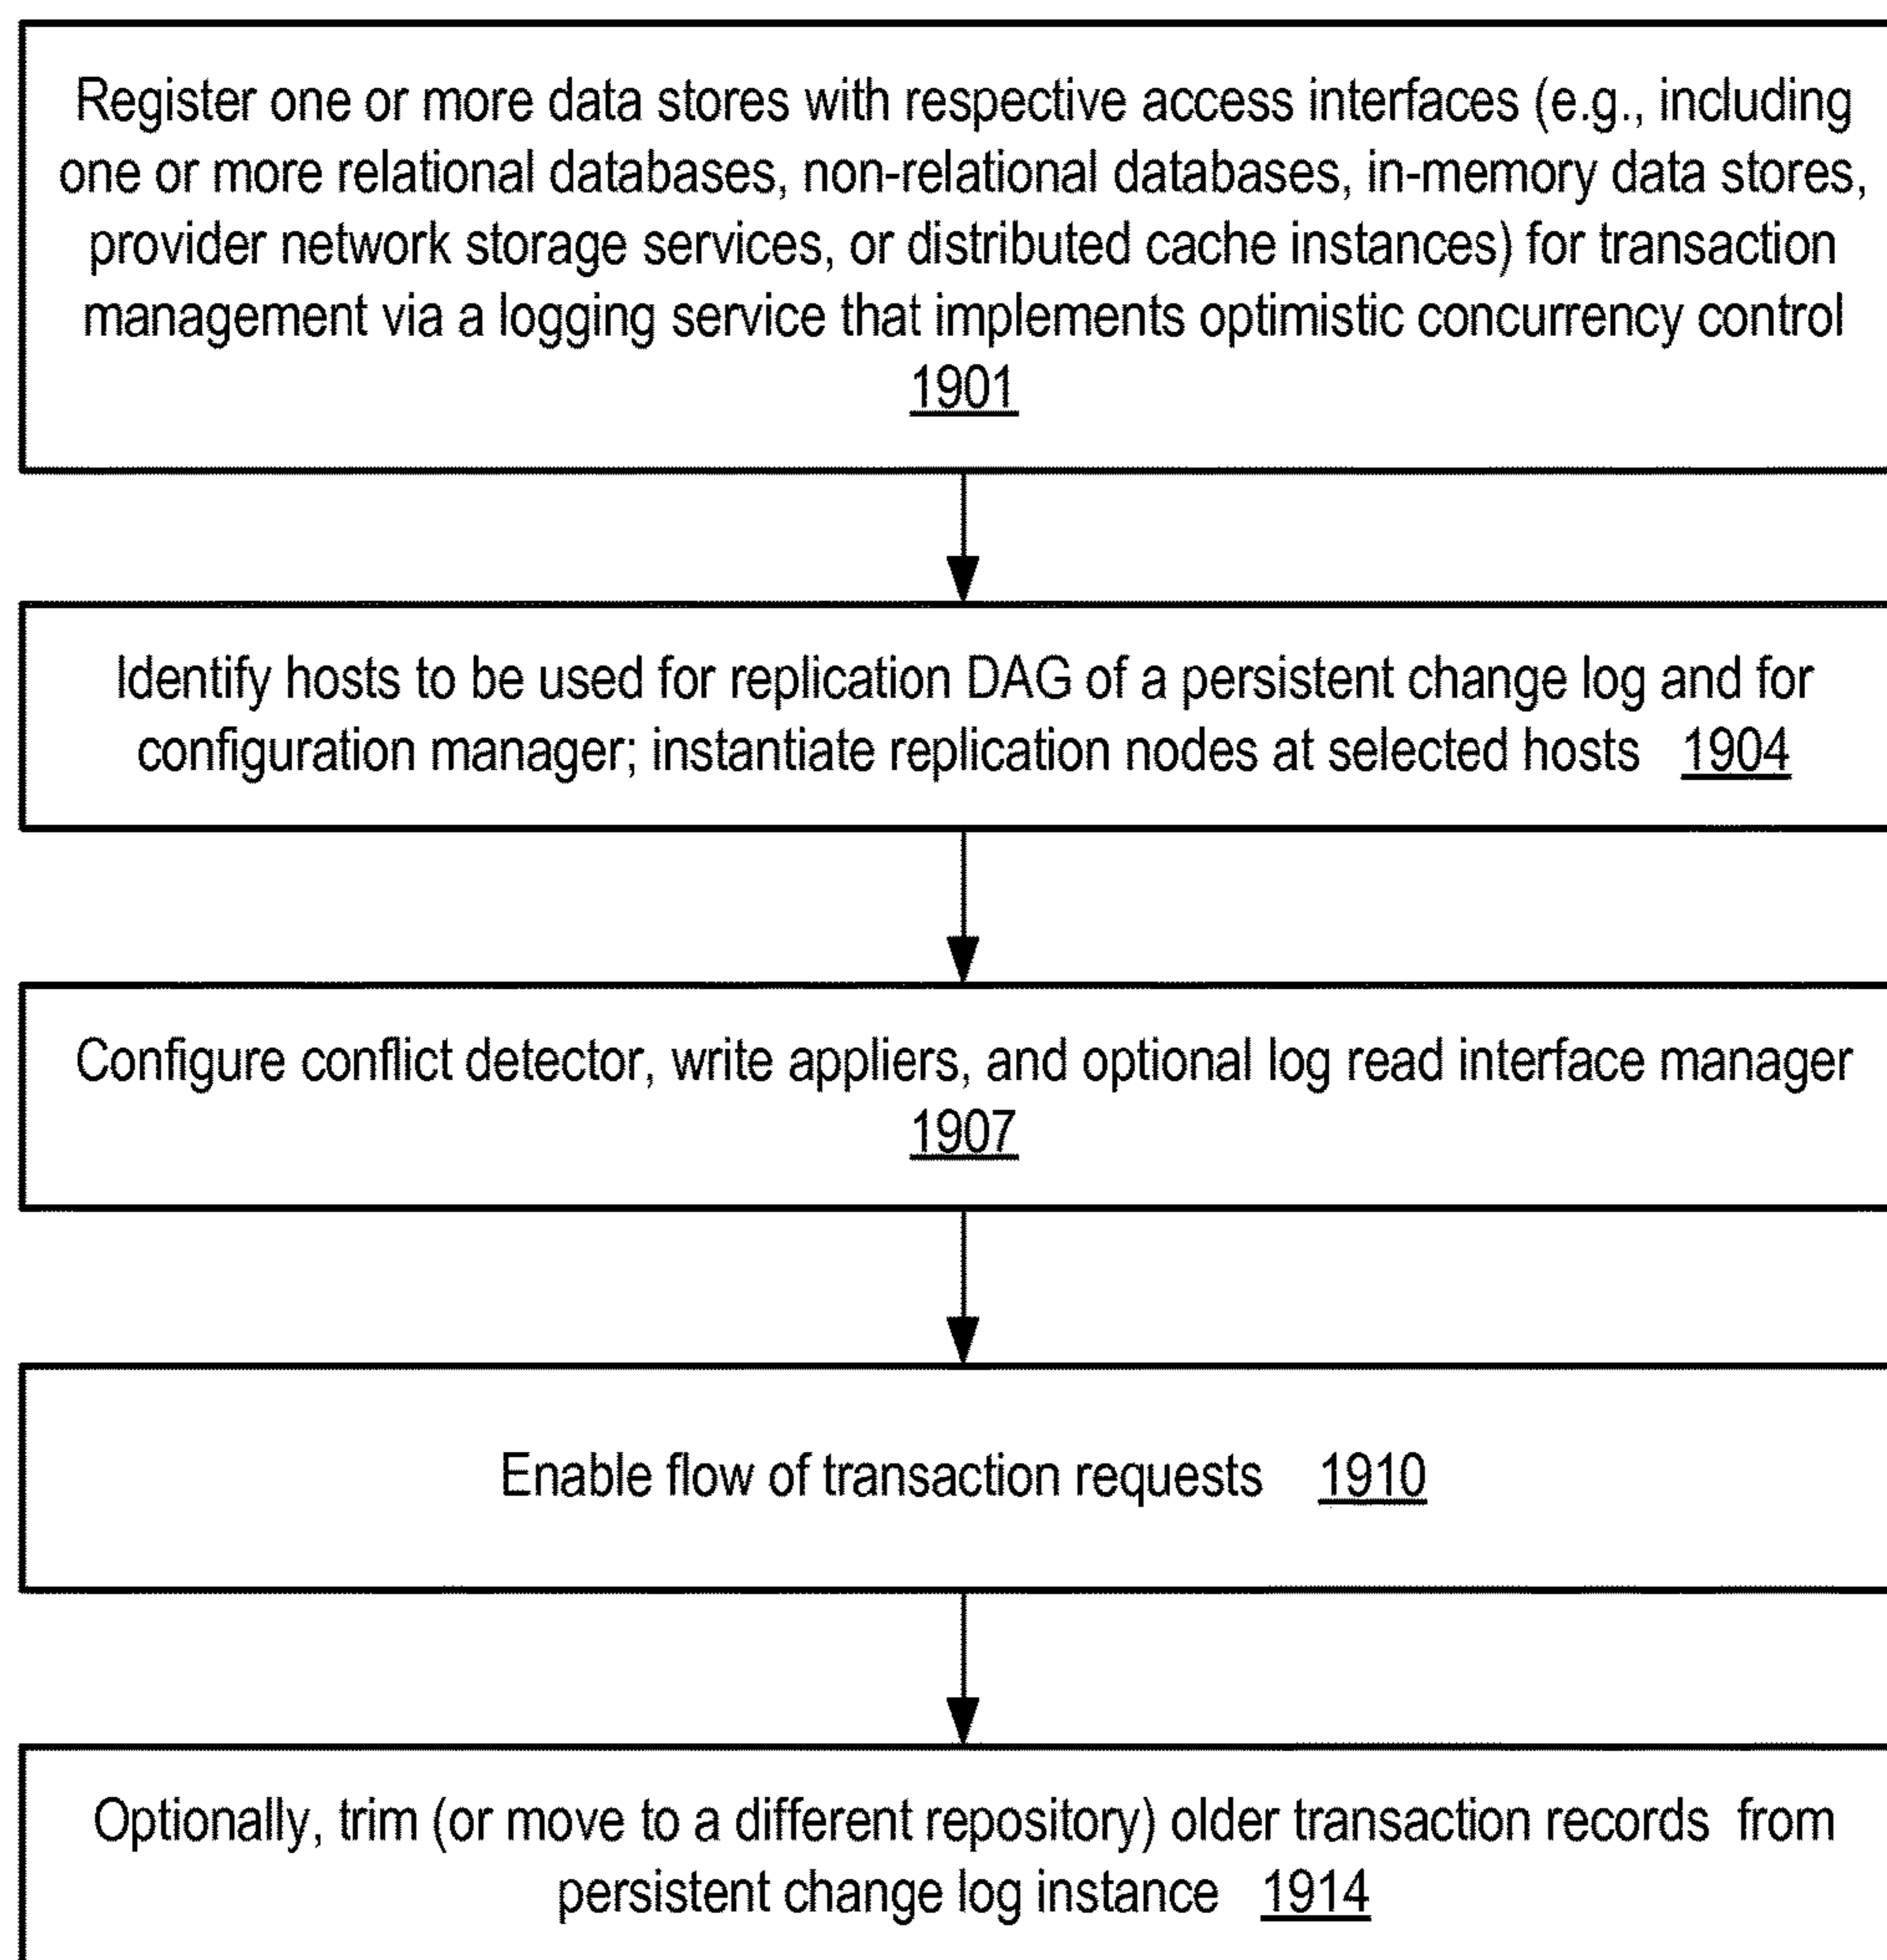 Register one or more data stores with respective access interfaces (e.g., including
one or more relational databases, non-relational databases, in-memory data stores,
provider network storage services, or distributed cache instances) for transaction
management via a logging service that implements optimistic concurrency control
1901
Identify hosts to be used for replication DAG of a persistent change log and for
configuration manager; instantiate replication nodes at selected hosts 1904
Configure conflict detector, write appliers, and optional log read interface manager
1907
Enable flow of transaction requests 1910
Optionally, trim (or move to a different repository) older transaction records from
persistent change log instance 1914